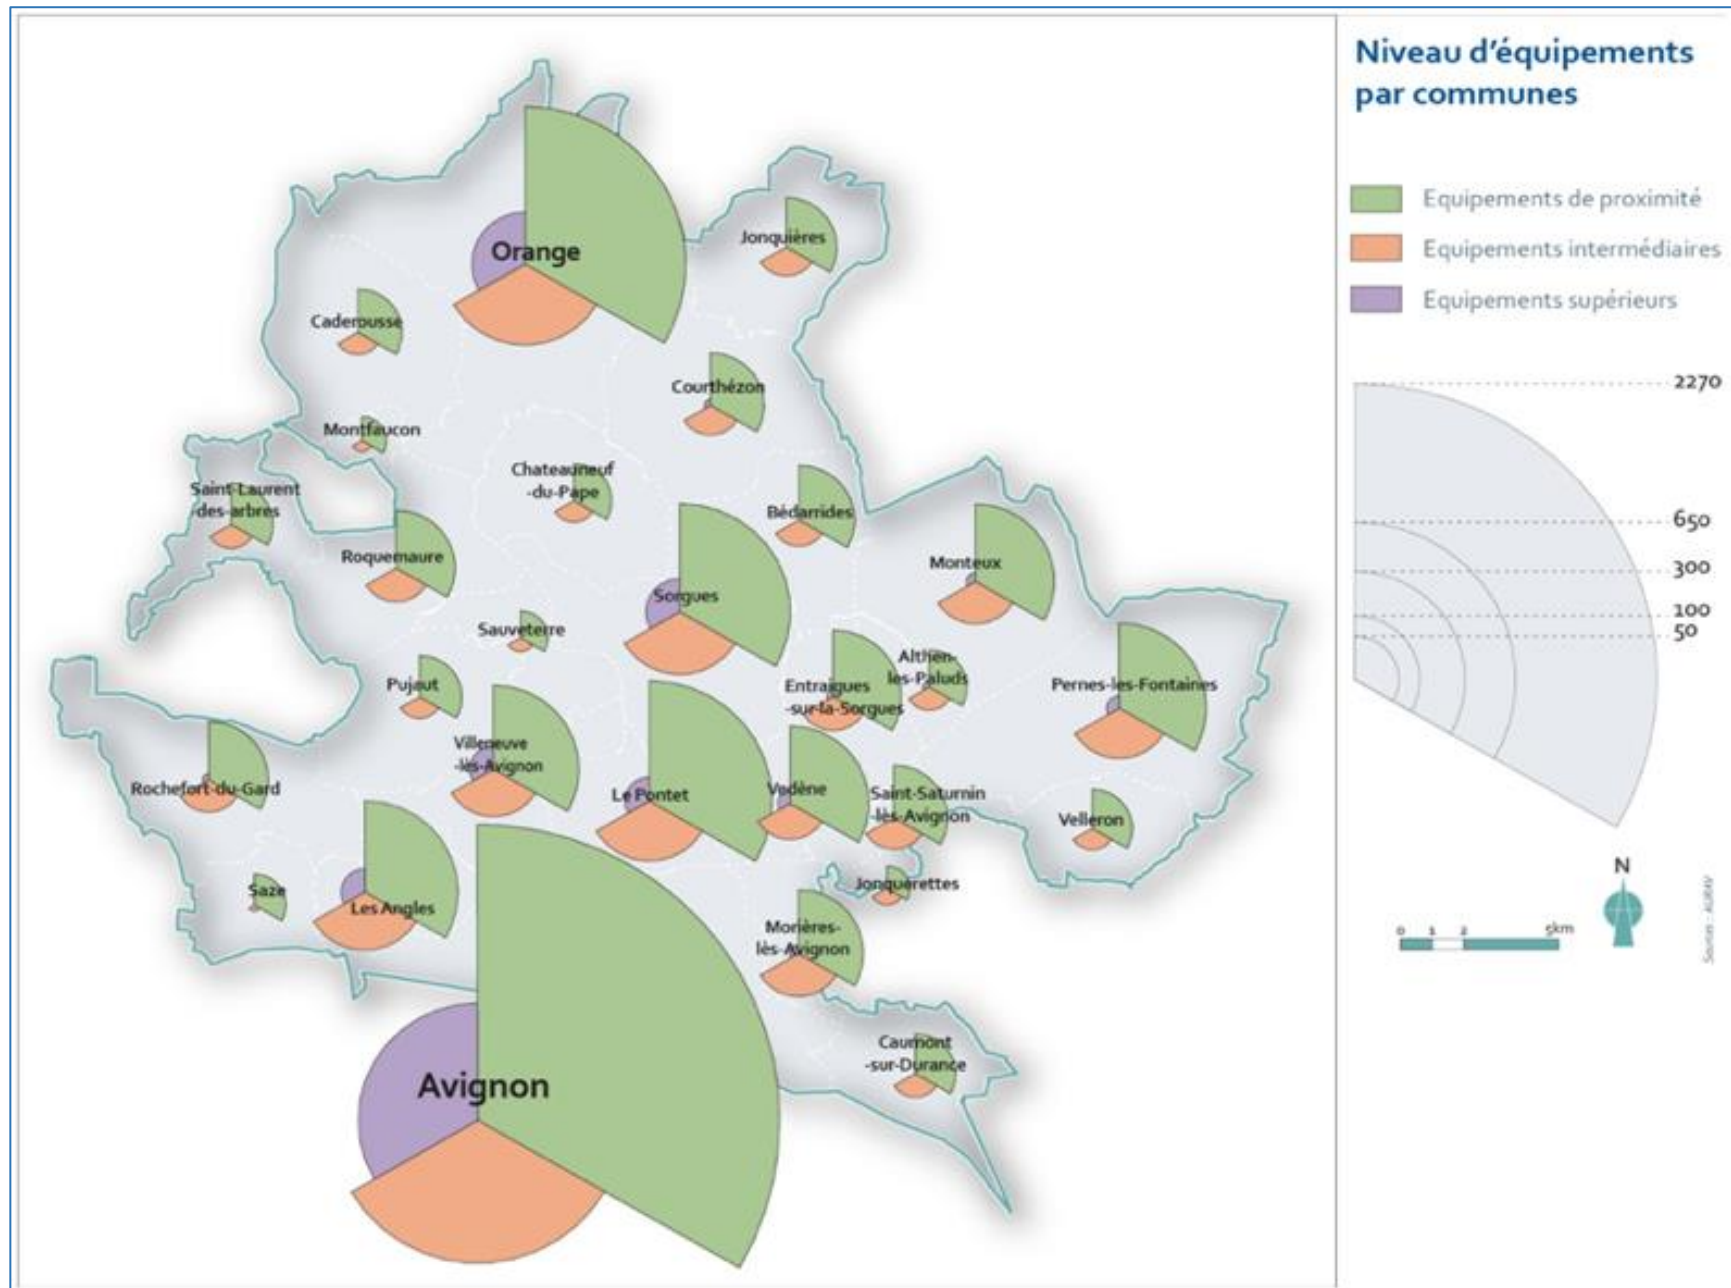 Niveau d'équipements
par communes
Equipements de proximité
Equipements intermédiaires
Equipements supérieurs
2270
650
300
100
50
N
0 1 2 5km
Sources : AURAV
Orange
Jonquières
Caderousse
Courthézon
Montfaucon
Chateauneuf
-du-Pape
Saint-Laurent
-des-arbres
Bédarrides
Roquemaure
Monteux
Sorgues
Sauveterre
Althen-
les-Paluds
Pujaut
Entraigues
-sur-la-Sorgues
Pernes-les-Fontaines
Villeneuve
-lès-Avignon
Rochefort-du-Gard
Le Pontet
Vedène
Saint-Saturnin
-lès-Avignon
Velleron
Saze
Les Angles
Jonquerettes
Morières-
lès-Avignon
Caumont
-sur-Durance
Avignon